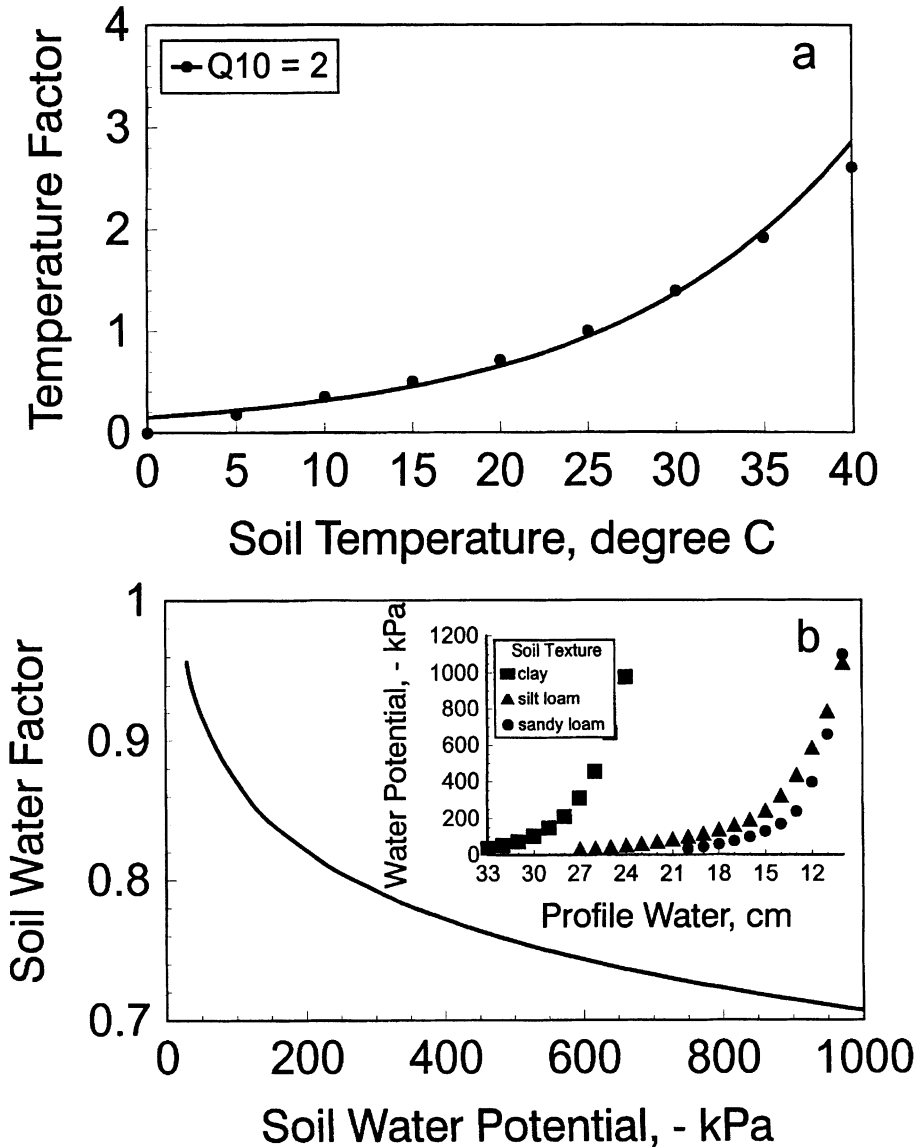 4
3
2
1
0
Temperature Factor
Q10 = 2
a
0 5 10 15 20 25 30 35 40
Soil Temperature, degree C
1
0.9
0.8
0.7
Soil Water Factor
b
1200
1000
800
600
400
200
0
Water Potential, - kPa
Soil Texture
clay
silt loam
sandy loam
33 30 27 24 21 18 15 12
Profile Water, cm
0 200 400 600 800 1000
Soil Water Potential, - kPa